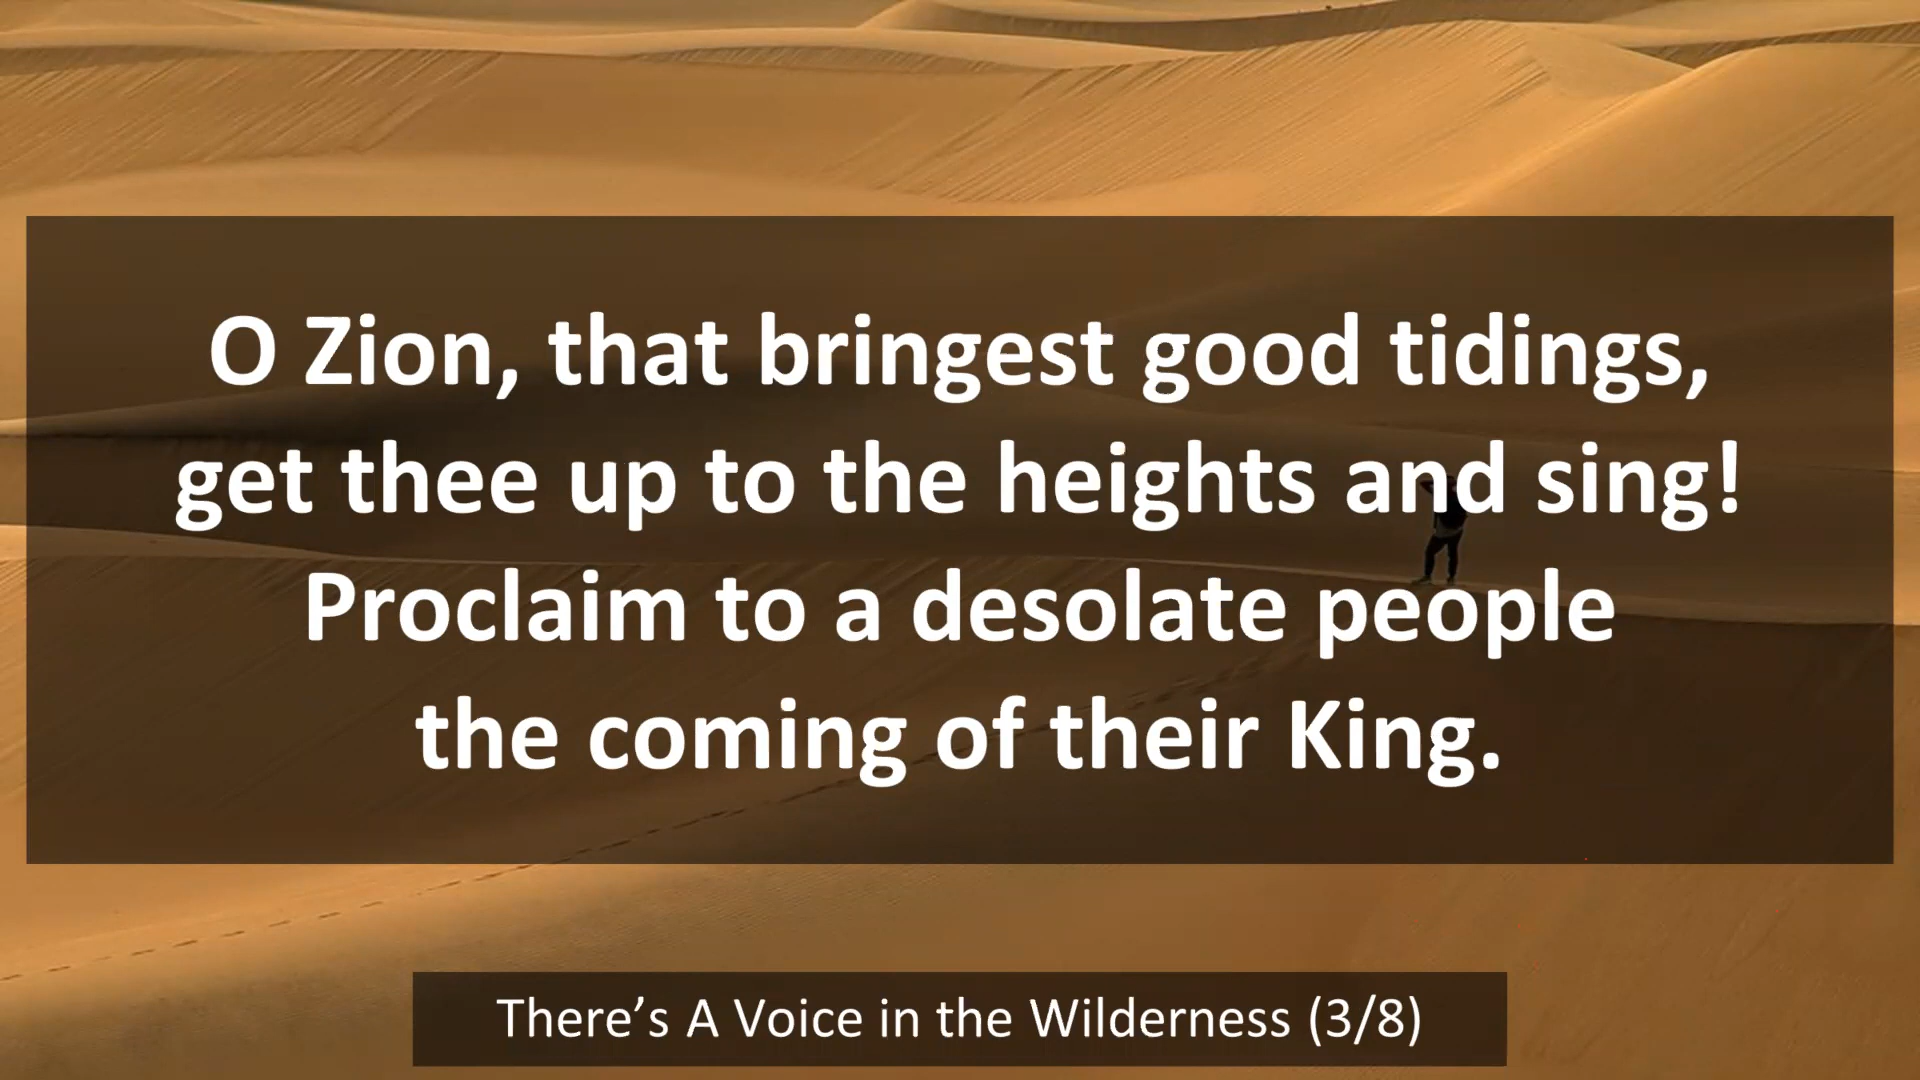 O Zion, that bringest good tidings,
get thee up to the heights and sing!
Proclaim to a desolate people
the coming of their King.
There’s A Voice in the Wilderness (3/8)